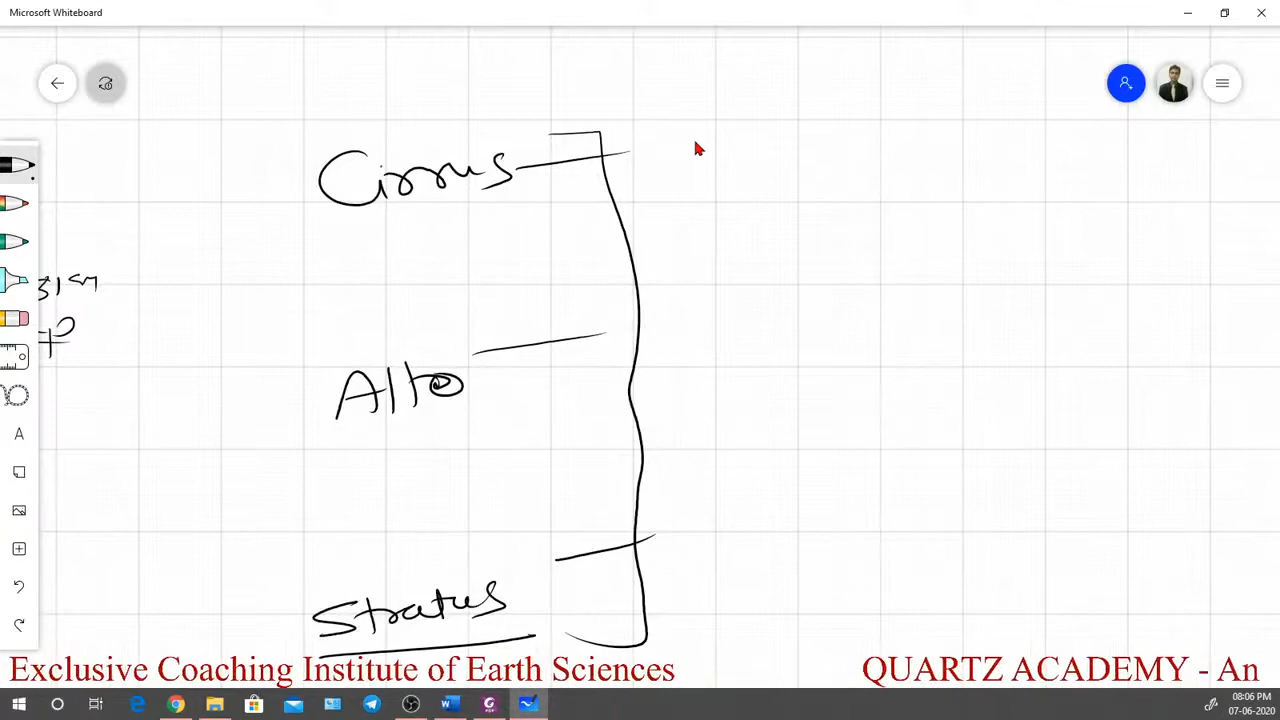 Microsoft Whiteboard
Cirrus
Alto
Stratus
A
Exclusive Coaching Institute of Earth Sciences
QUARTZ ACADEMY - An
08:06 PM
07-06-2020